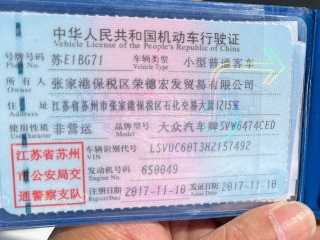 中华人民共和国机动车行驶证
Vehicle License of the People's Republic of China
号牌号码 苏E1BG71 车辆类型 小型普通客车
Plate No. Vehicle Type
所有人 张家港保税区荣德宏发贸易有限公司
Owner
住址 江苏省苏州市张家港保税区石化交易大厦1215室
Address
使用性质 非营运 品牌型号 大众汽车牌SVW6474CED
Use Character Model
江苏省苏州
市公安局交
通警察支队
车辆识别代号 LSVUC60T3H2157492
VIN
发动机号码 650049
Engine No.
注册日期 2017-11-10 发证日期 2017-11-10
Register Date Issue Date